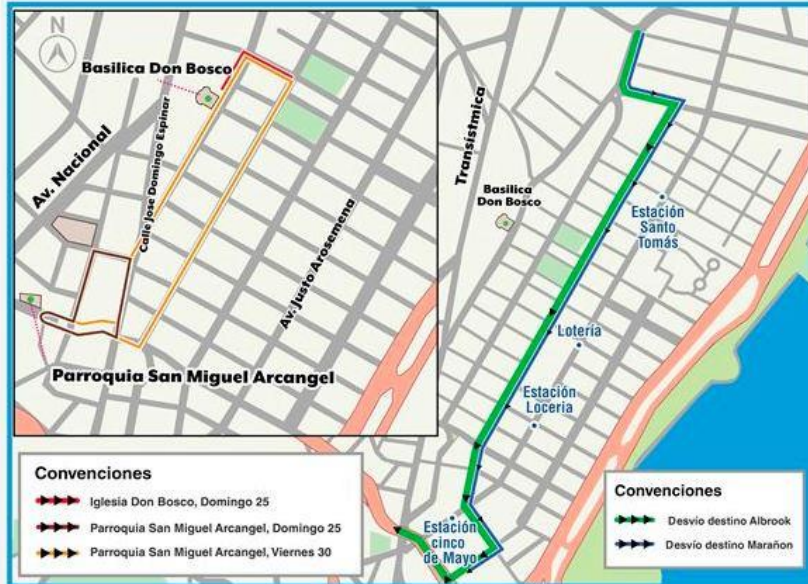 N
Basilica Don Bosco
Av. Nacional
Calle Jose Domingo Espinar
Av. Justo Arosemena
Parroquia San Miguel Arcangel
Convenciones
Iglesia Don Bosco, Domingo 25
Parroquia San Miguel Arcangel, Domingo 25
Parroquia San Miguel Arcangel, Viernes 30
Transístmica
Basilica
Don Bosco
Estación
Santo
Tomás
Lotería
Estación
Loceria
Estación
cinco
de Mayo
Convenciones
Desvío destino Albrook
Desvío destino Marañon